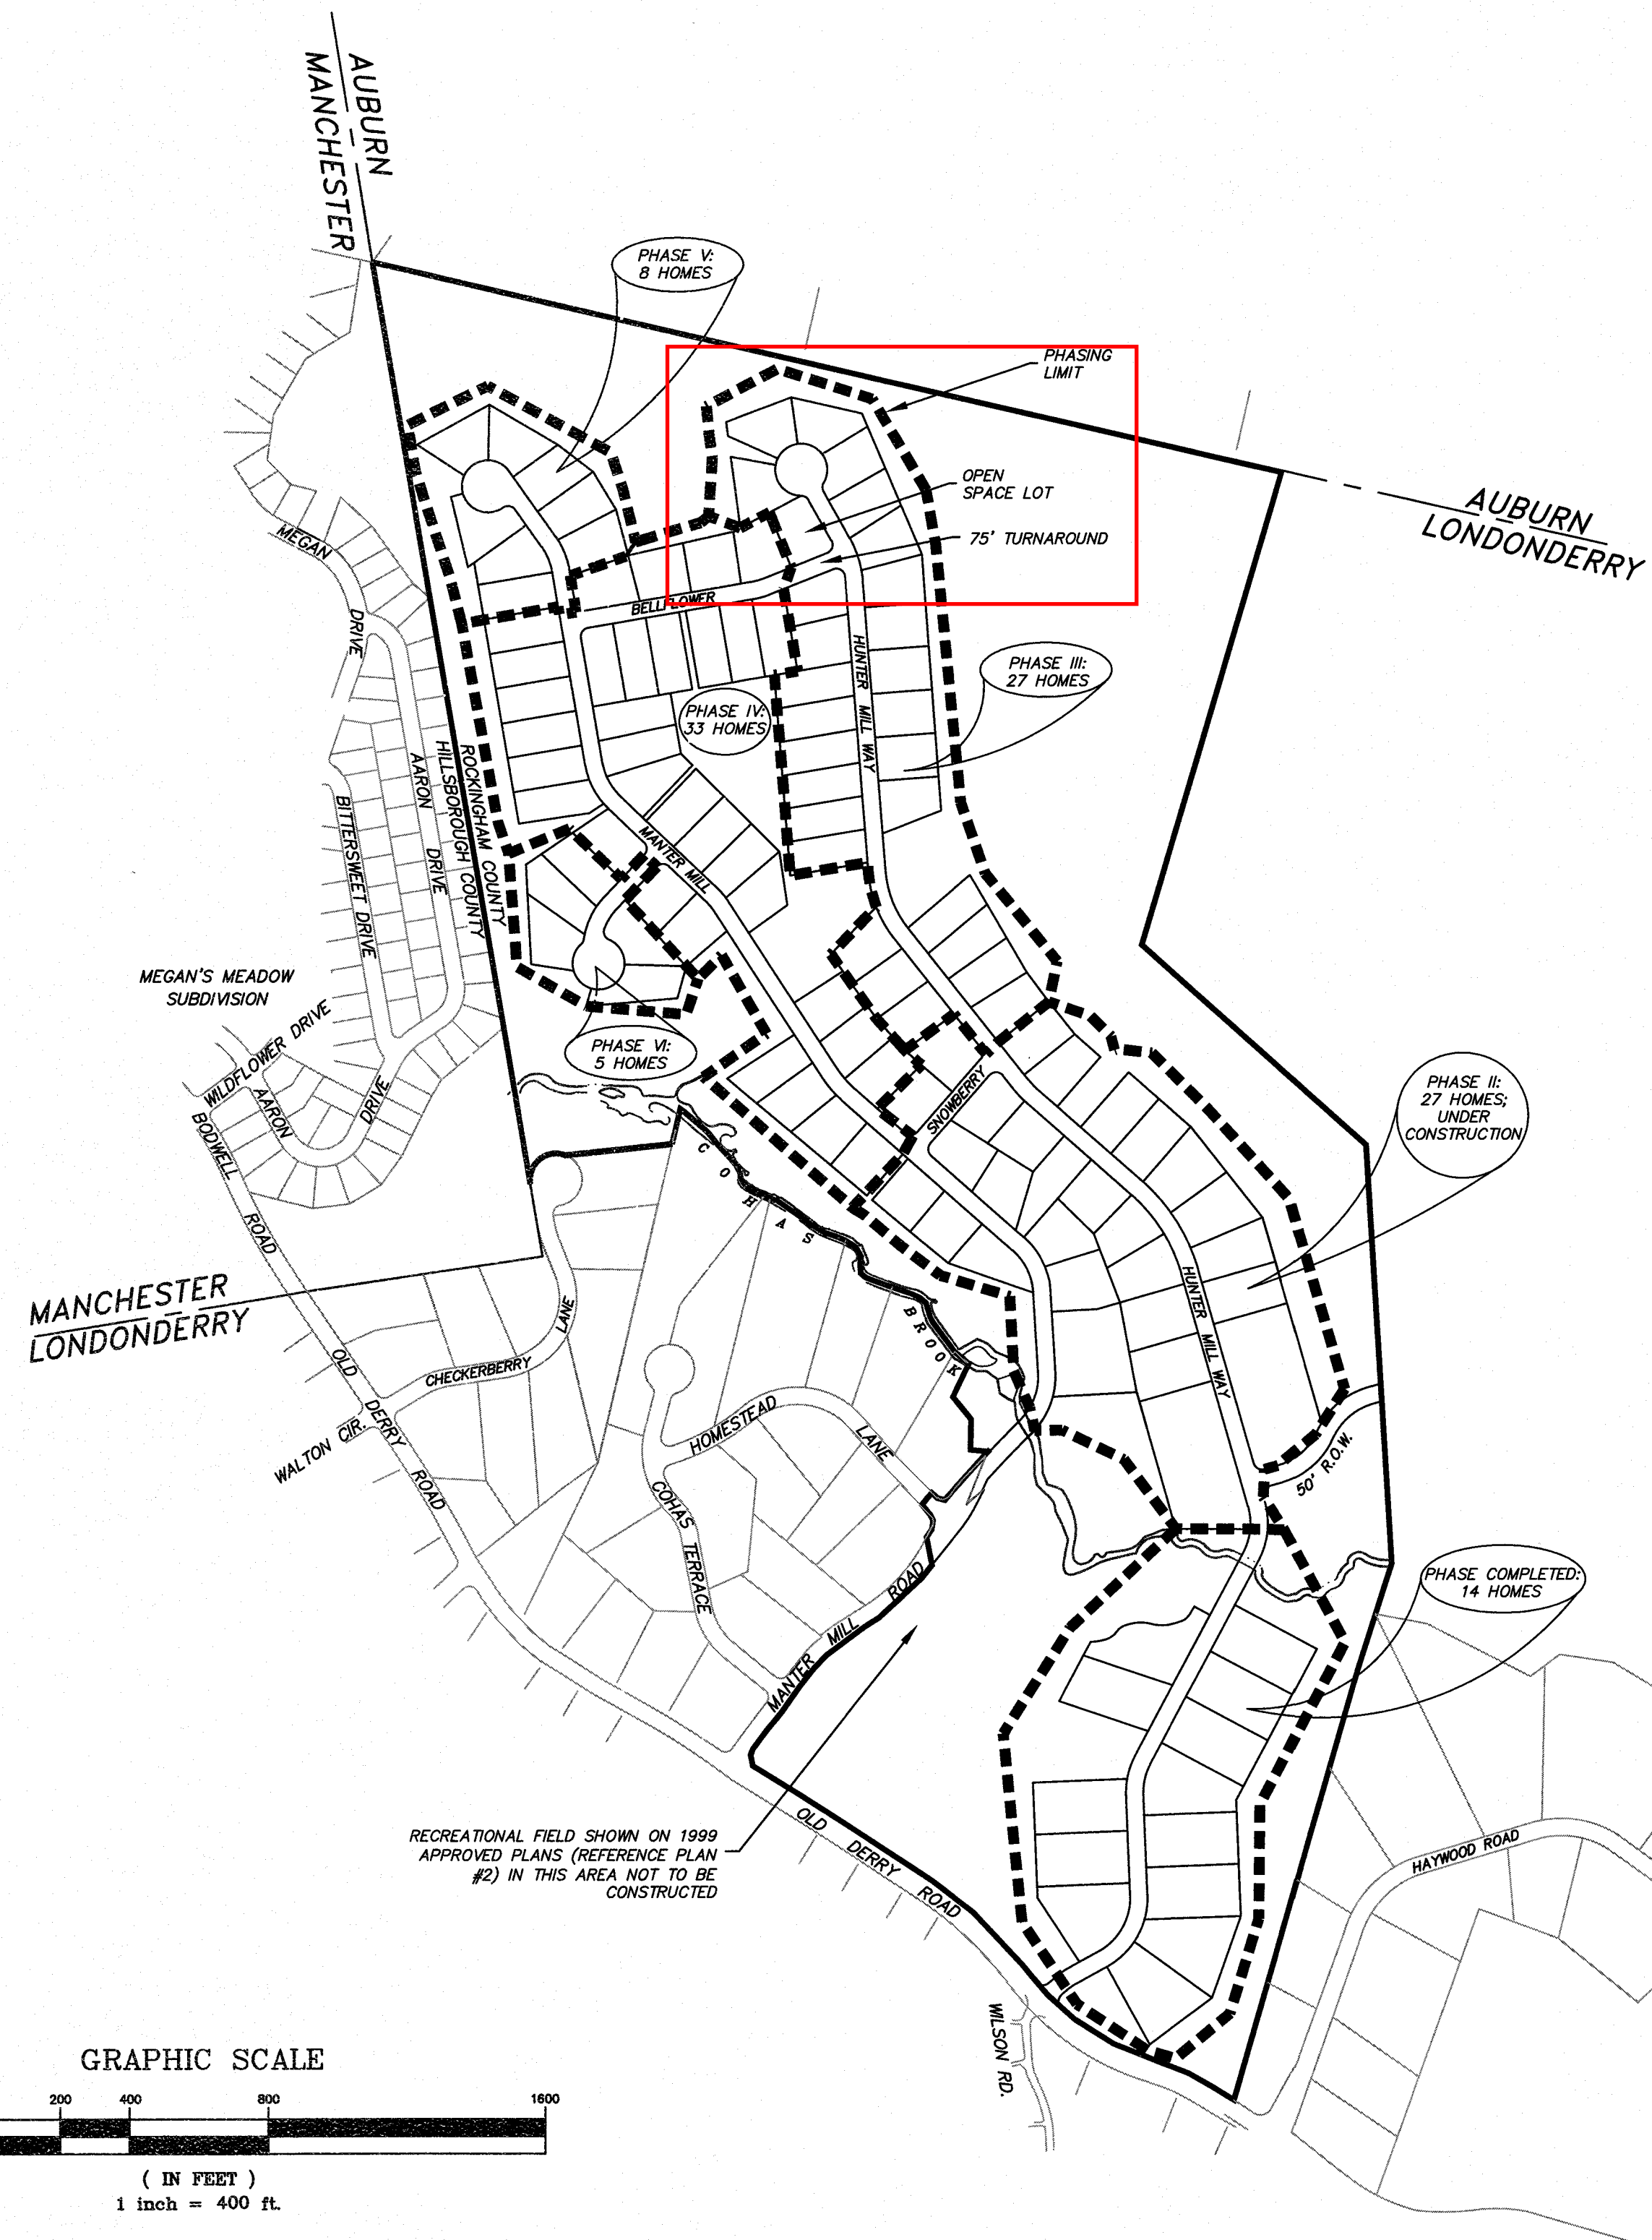 AUBURN
MANCHESTER
PHASE V:
8 HOMES
PHASING
LIMIT
OPEN
SPACE LOT
75' TURNAROUND
AUBURN
LONDONDERRY
MEGAN
DRIVE
BELLFLOWER
HUNTER MILL WAY
PHASE III:
27 HOMES
PHASE IV:
33 HOMES
ROCKINGHAM COUNTY
HILLSBOROUGH COUNTY
AARON
DRIVE
BITTERSWEET DRIVE
MANTER MILL
MEGAN'S MEADOW
SUBDIVISION
WILDFLOWER DRIVE
AARON
DRIVE
PHASE VI:
5 HOMES
SNOWBERRY
PHASE II:
27 HOMES;
UNDER
CONSTRUCTION
BODWELL
ROAD
COHAS
BROOK
MANCHESTER
LONDONDERRY
HUNTER MILL WAY
OLD
DERRY
ROAD
CHECKERBERRY
LANE
WALTON CIR.
HOMESTEAD
LANE
COHAS TERRACE
50' R.O.W.
MANTER MILL ROAD
PHASE COMPLETED:
14 HOMES
RECREATIONAL FIELD SHOWN ON 1999
APPROVED PLANS (REFERENCE PLAN
#2) IN THIS AREA NOT TO BE
CONSTRUCTED
OLD DERRY ROAD
HAYWOOD ROAD
WILSON RD.
GRAPHIC SCALE
200 400 800 1600
( IN FEET )
1 inch = 400 ft.